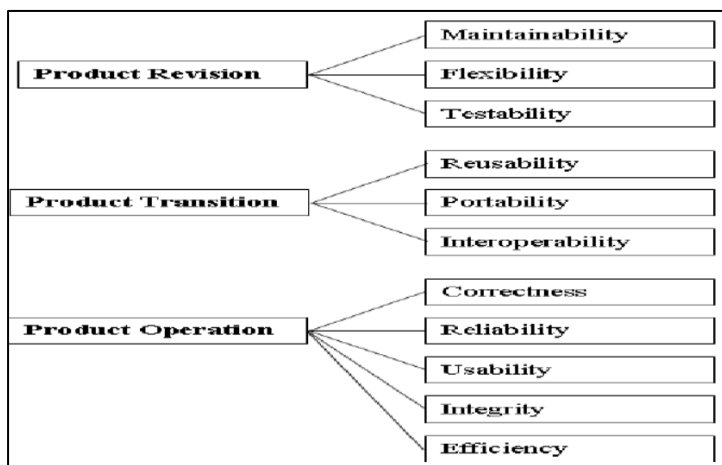 Product Revision
Maintainability
Flexibility
Testability
Product Transition
Reusability
Portability
Interoperability
Product Operation
Correctness
Reliability
Usability
Integrity
Efficiency